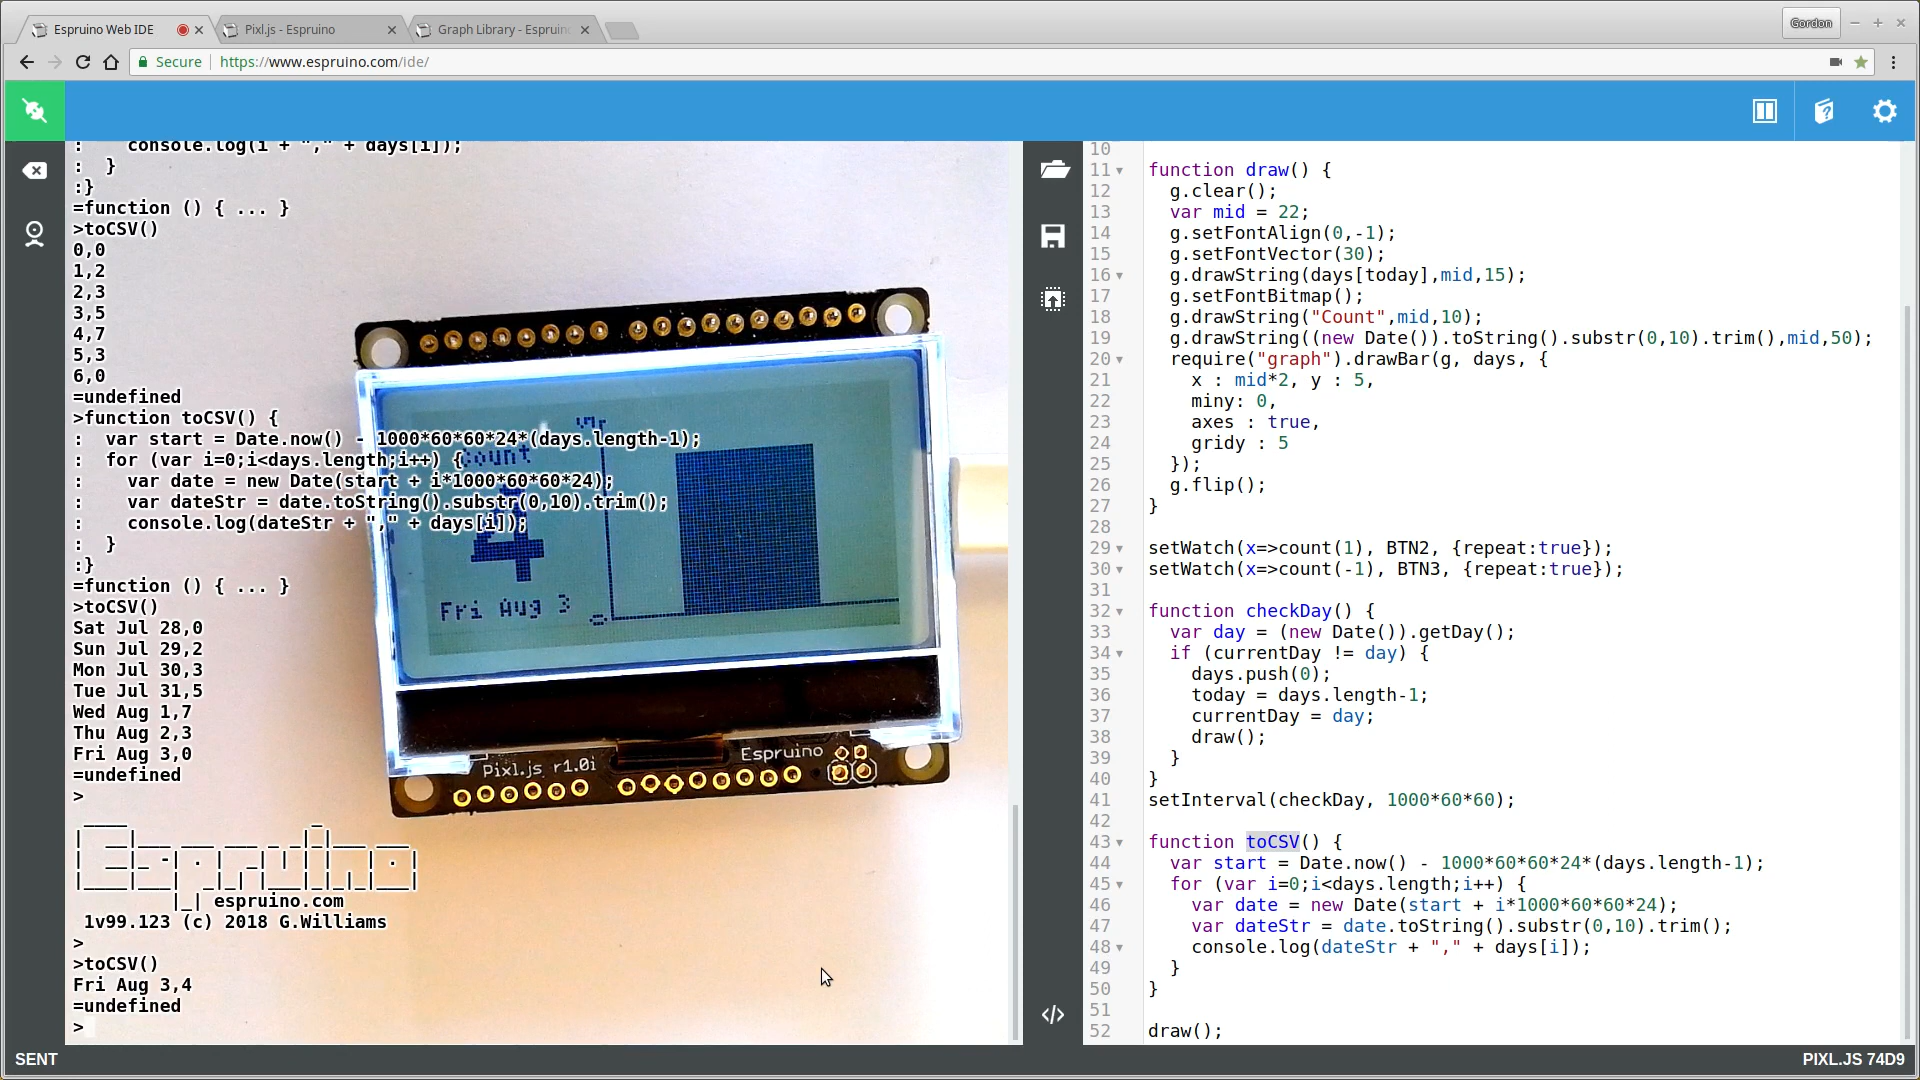 Espruino Web IDE
Pixl.js - Espruino
Graph Library - Espruin
Gordon
Secure
https://www.espruino.com/ide/
:    console.log(i + "," + days[i]);
:  }
:}
=function () { ... }
>toCSV()
0,0
1,2
2,3
3,5
4,7
5,3
6,0
=undefined
>function toCSV() {
:  var start = Date.now() - 1000*60*60*24*(days.length-1);
:  for (var i=0;i<days.length;i++) {
:    var date = new Date(start + i*1000*60*60*24);
:    var dateStr = date.toString().substr(0,10).trim();
:    console.log(dateStr + "," + days[i]);
:  }
:}
=function () { ... }
>toCSV()
Sat Jul 28,0
Sun Jul 29,2
Mon Jul 30,3
Tue Jul 31,5
Wed Aug 1,7
Thu Aug 2,3
Fri Aug 3,0
=undefined
>
Espruino
espruino.com
1v99.123 (c) 2018 G.Williams
>
>toCSV()
Fri Aug 3,4
=undefined
>
Count
4
Fri Aug 3
5
0
Pixl.js r1.0i
Espruino
10
11 function draw() {
12   g.clear();
13   var mid = 22;
14   g.setFontAlign(0,-1);
15   g.setFontVector(30);
16   g.drawString(days[today],mid,15);
17   g.setFontBitmap();
18   g.drawString("Count",mid,10);
19   g.drawString((new Date()).toString().substr(0,10).trim(),mid,50);
20   require("graph").drawBar(g, days, {
21     x : mid*2, y : 5,
22     miny: 0,
23     axes : true,
24     gridy : 5
25   });
26   g.flip();
27 }
28
29 setWatch(x=>count(1), BTN2, {repeat:true});
30 setWatch(x=>count(-1), BTN3, {repeat:true});
31
32 function checkDay() {
33   var day = (new Date()).getDay();
34   if (currentDay != day) {
35     days.push(0);
36     today = days.length-1;
37     currentDay = day;
38     draw();
39   }
40 }
41 setInterval(checkDay, 1000*60*60);
42
43 function toCSV() {
44   var start = Date.now() - 1000*60*60*24*(days.length-1);
45   for (var i=0;i<days.length;i++) {
46     var date = new Date(start + i*1000*60*60*24);
47     var dateStr = date.toString().substr(0,10).trim();
48     console.log(dateStr + "," + days[i]);
49   }
50 }
51
52 draw();
SENT
PIXL.JS 74D9